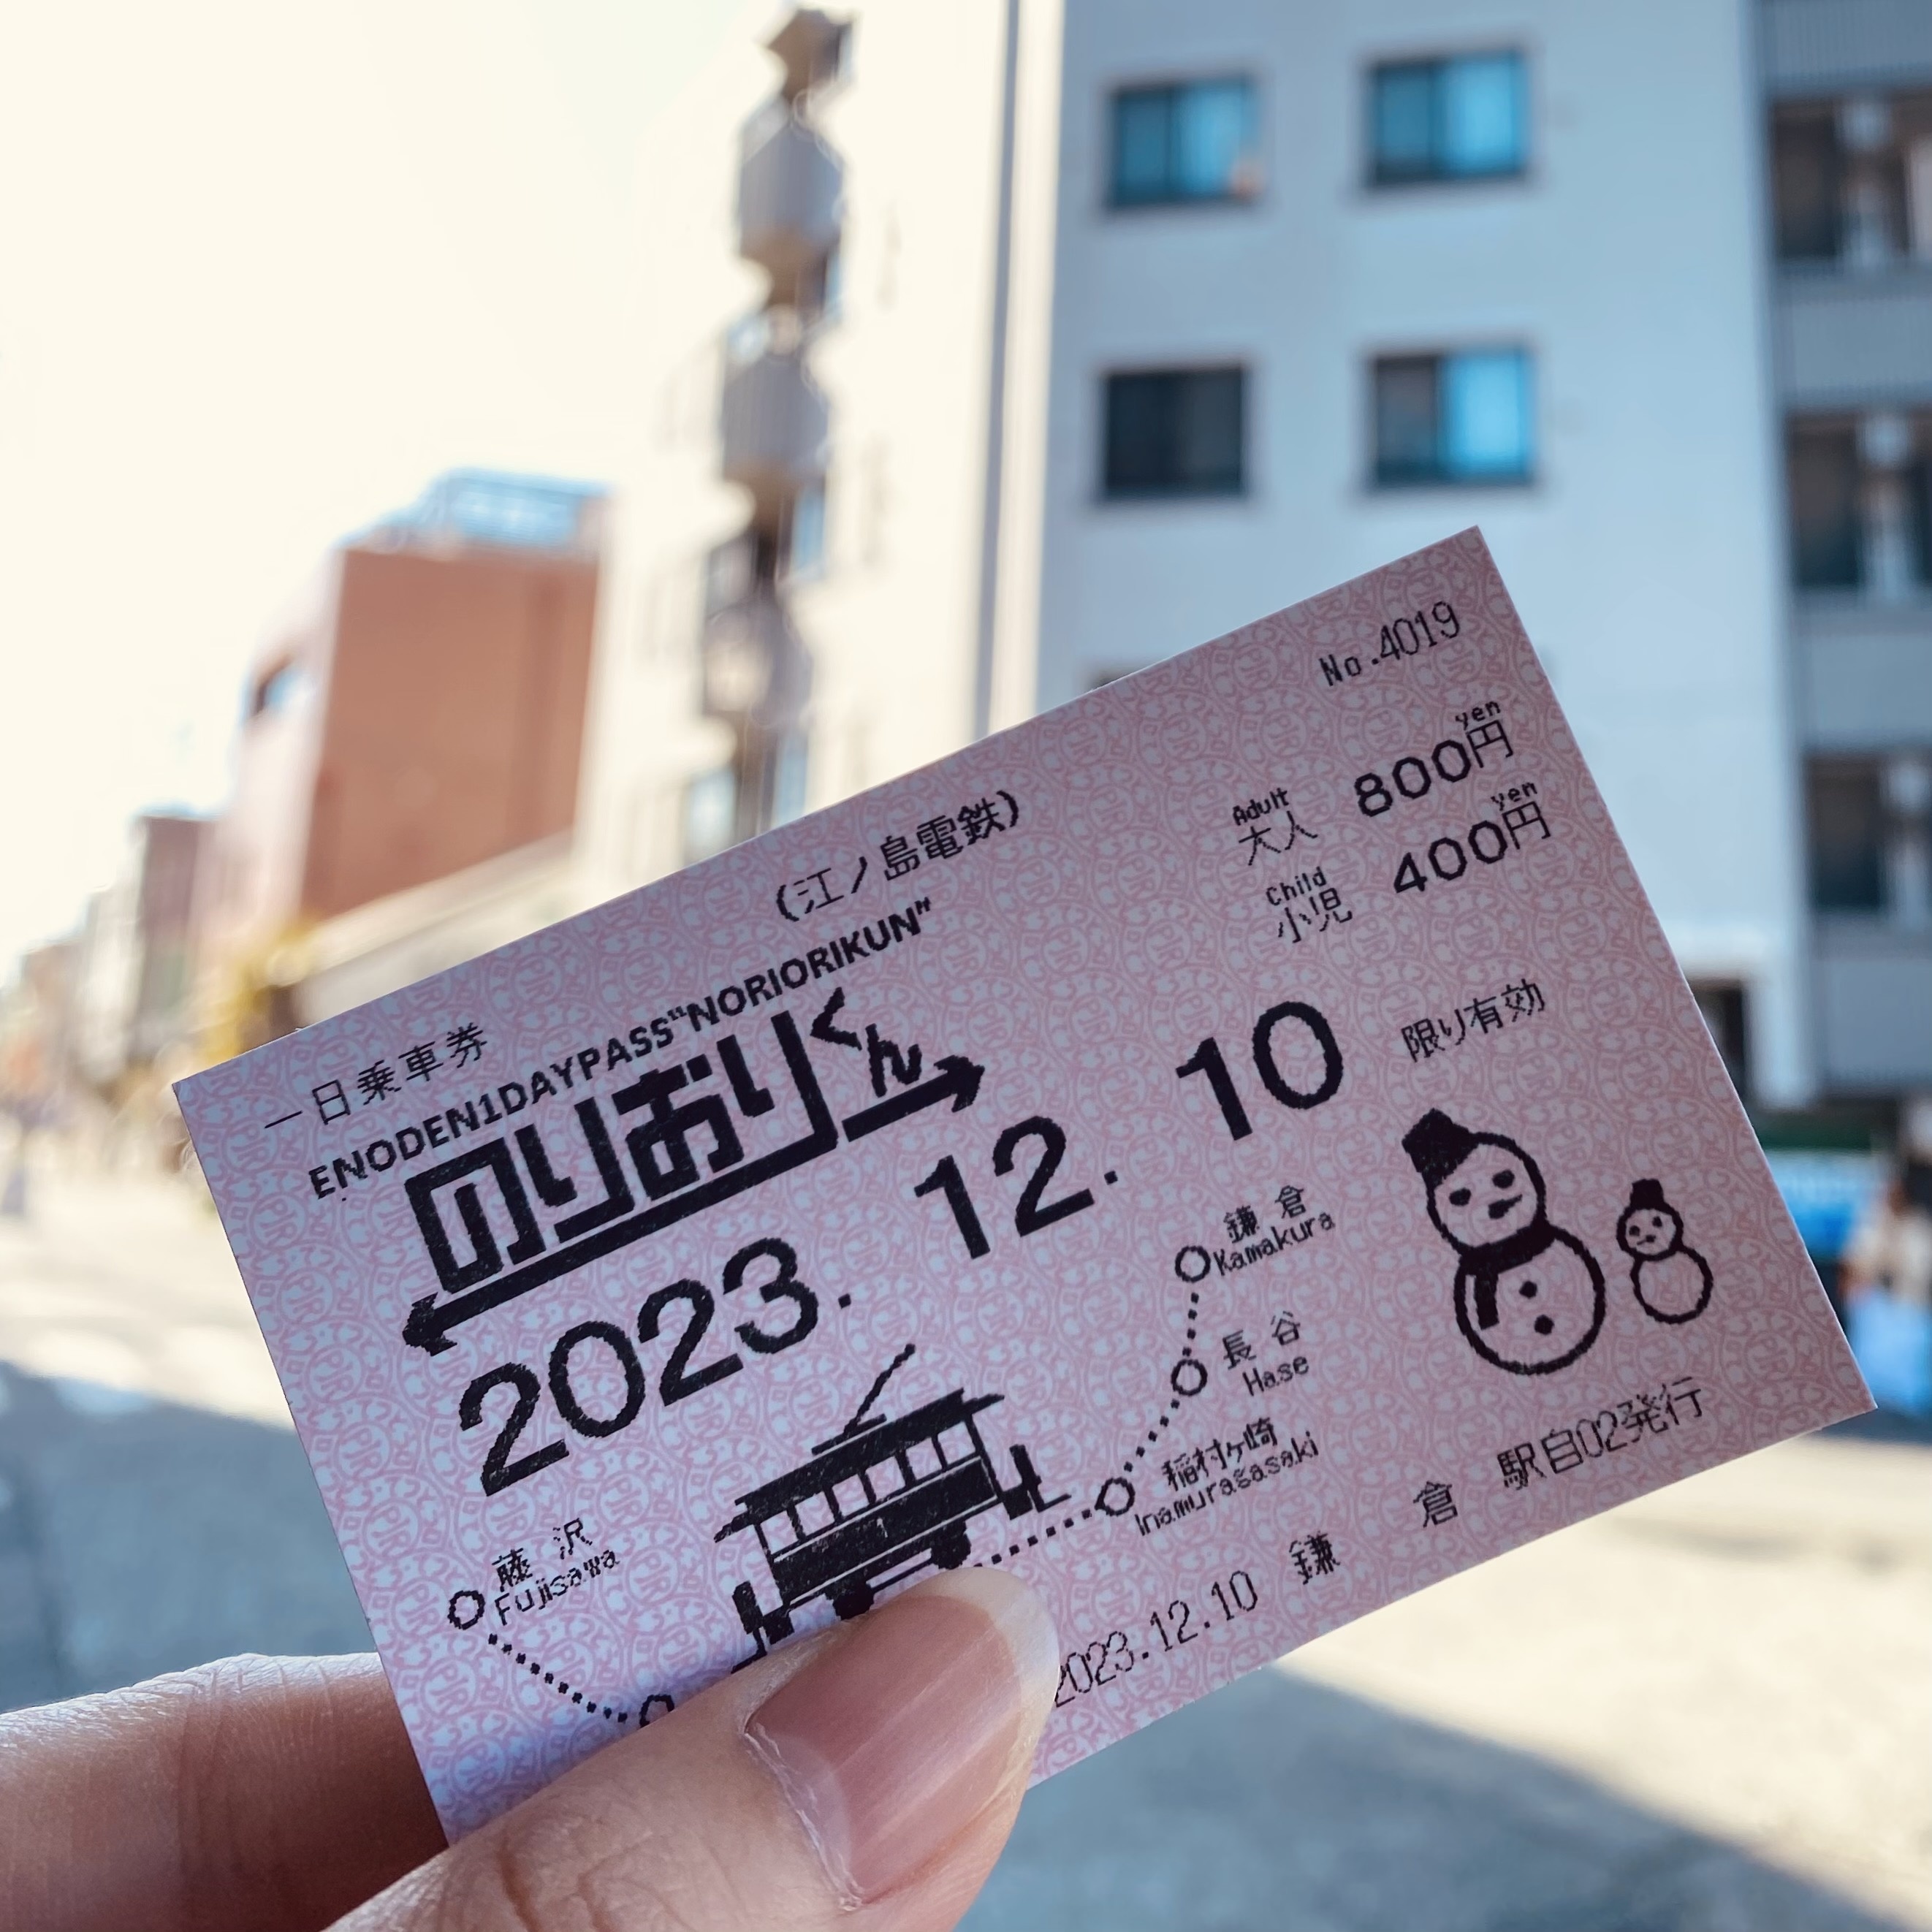 No.4019
(江ノ島電鉄)
Adult yen
大人 800円
Child yen
小児 400円
一日乗車券
ENODEN1DAYPASS"NORIORIKUN"
のりおりくん
2023. 12. 10 限り有効
鎌倉
Kamakura
長谷
Hase
稲村ヶ崎
Inamuragasaki
藤沢
Fujisawa
2023.12.10 鎌 倉 駅自02発行